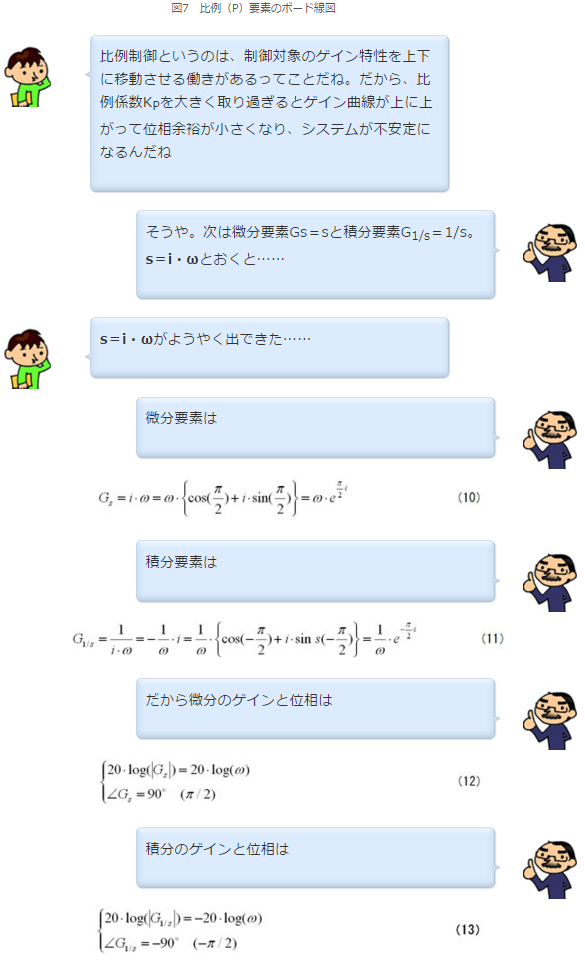 図7　比例（P）要素のボード線図
比例制御というのは、制御対象のゲイン特性を上下
に移動させる働きがあるってことだね。だから、比
例係数KPを大きく取り過ぎるとゲイン曲線が上に上
がって位相余裕が小さくなり、システムが不安定に
なるんだね
そうや。次は微分要素Gs＝sと積分要素G1/s＝1/s。
s＝i・ωとおくと……
s＝i・ωがようやく出できた……
微分要素は
G_s = i·ω = ω·{cos(π/2) + i·sin(π/2)} = ω·e^{(π/2)i} （10）
積分要素は
G_{1/s} = 1/(i·ω) = −(1/ω)·i = (1/ω)·{cos(−π/2) + i·sin s(−π/2)} = (1/ω)·e^{−(π/2)i} （11）
だから微分のゲインと位相は
20·log(|G_s|) = 20·log(ω)
∠G_s = 90° (π/2) （12）
積分のゲインと位相は
20·log(|G_{1/s}|) = −20·log(ω)
∠G_{1/s} = −90° (−π/2) （13）